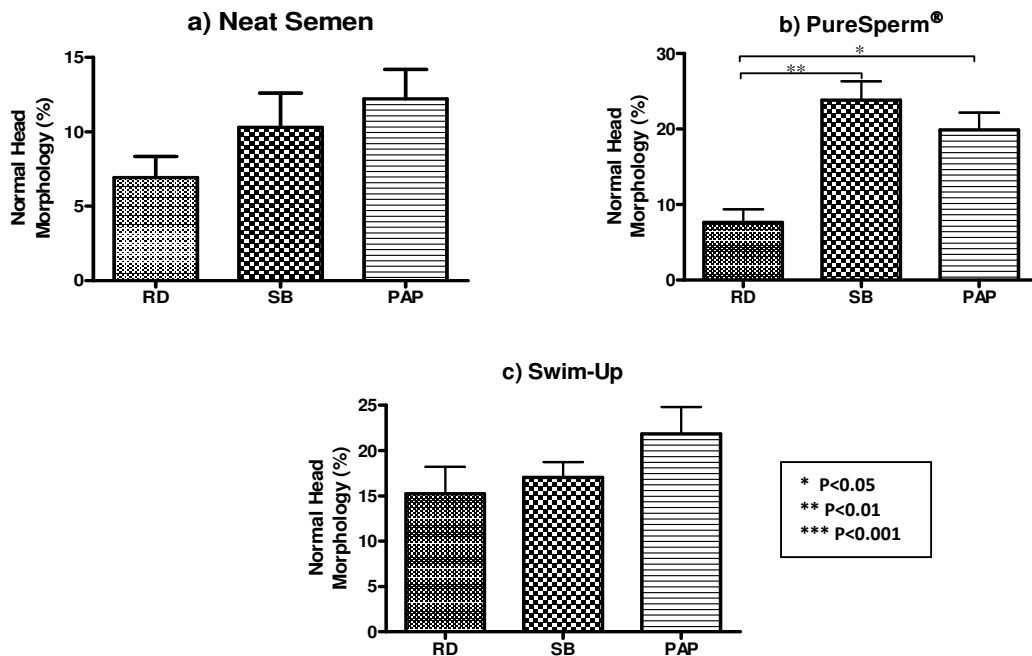 a) Neat Semen
Normal Head
Morphology (%)
15
10
5
0
RD SB PAP
b) PureSperm®
Normal Head
Morphology (%)
30
20
10
0
*
**
RD SB PAP
c) Swim-Up
Normal Head
Morphology (%)
25
20
15
10
5
0
RD SB PAP
* P<0.05
** P<0.01
*** P<0.001